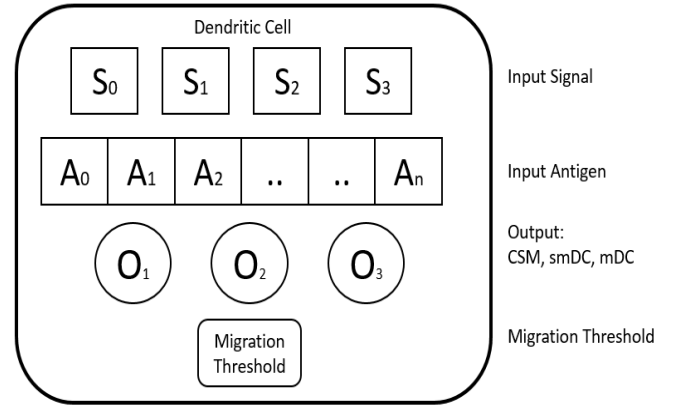 Dendritic Cell
S0 S1 S2 S3
Input Signal
A0 A1 A2 .. .. An
Input Antigen
O1 O2 O3
Output:
CSM, smDC, mDC
Migration
Threshold
Migration Threshold